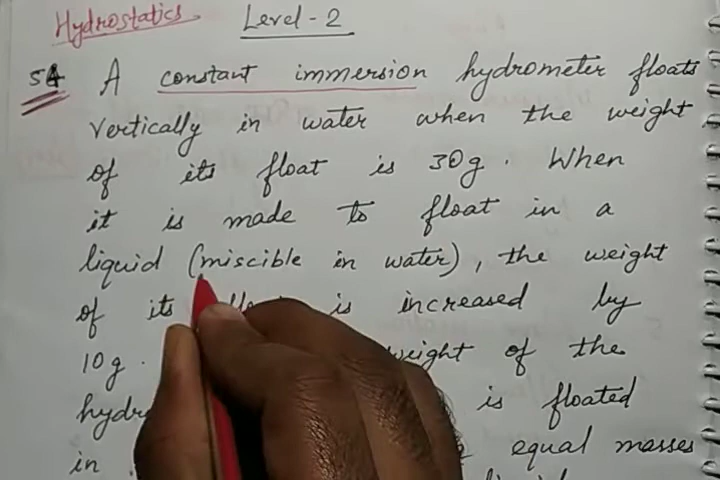 Hydrostatics Level-2
54 A constant immersion hydrometer floats
vertically in water when the weight
of its float is 30g. When
it is made to float in a
liquid (miscible in water), the weight
of its is increased by
10g. weight of the
is floated
in equal masses